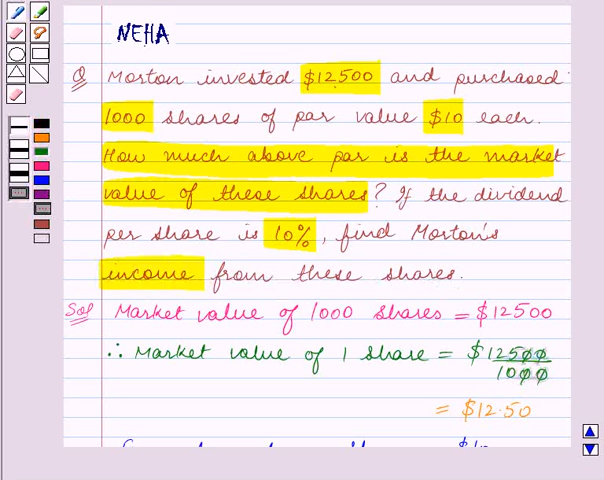 NEHA
Q Morton invested $12,500 and purchased
1000 shares of par value $10 each.
How much above par is the market
value of these shares? If the dividend
per share is 10%, find Morton's
income from these shares.
Sol Market value of 1000 shares = $12500
∴ Market value of 1 share = $12500
1000
= $12.50